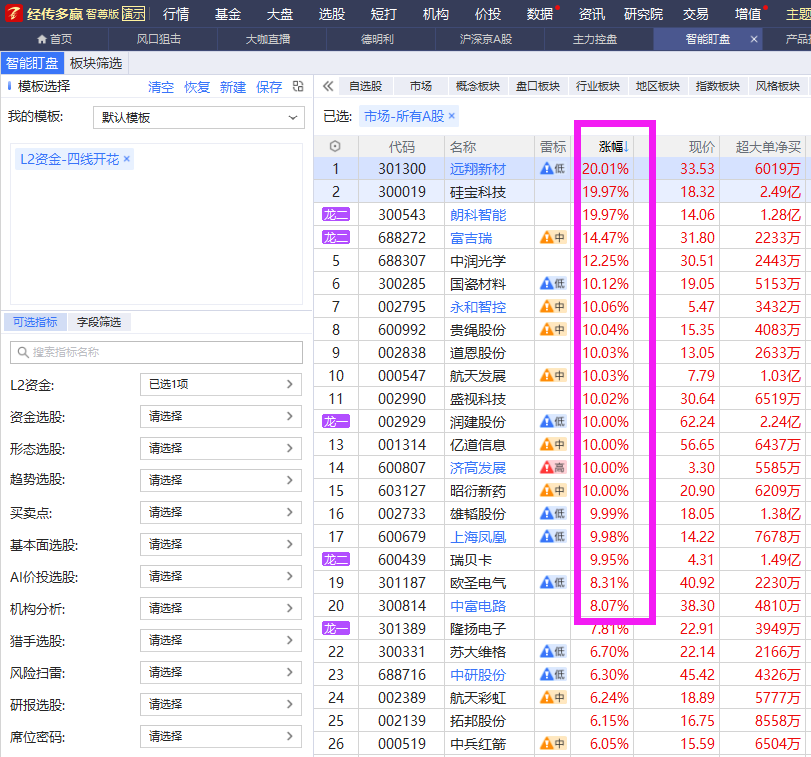 轻传多赢 智尊版 演示 行情 基金 大盘 选股 短打 机构 价投 数据 资讯 研究院 交易 增值 主题
首页 风口狙击 大咖直播 德明利 沪深京A股 主力控盘 智能盯盘 × 产品
智能盯盘 板块筛选
模板选择 清空 恢复 新建 保存 自选股 市场 概念板块 盘口板块 行业板块 地区板块 指数板块 风格板块
我的模板: 默认模板 已选: 市场-所有A股 ×
L2资金-四线开花 ×
代码 名称 雷标 涨幅↓ 现价 超大单净买
1 301300 远翔新材 低 20.01% 33.53 6019万
2 300019 硅宝科技 19.97% 18.32 2.49亿
龙二 300543 朗科智能 19.97% 14.06 1.28亿
龙二 688272 富吉瑞 中 14.47% 31.80 2233万
5 688307 中润光学 12.25% 30.51 2443万
6 300285 国瓷材料 低 10.12% 19.05 5153万
7 002795 永和智控 中 10.06% 5.47 3432万
8 600992 贵绳股份 中 10.04% 15.35 4083万
9 002838 道恩股份 10.03% 13.05 2633万
10 000547 航天发展 中 10.03% 7.79 1.03亿
11 002990 盛视科技 10.02% 30.64 6519万
龙一 002929 润建股份 低 10.00% 62.24 2.24亿
13 001314 亿道信息 中 10.00% 56.65 6437万
14 600807 济高发展 高 10.00% 3.30 5585万
15 603127 昭衍新药 中 10.00% 20.90 6209万
16 002733 雄韬股份 低 9.99% 18.05 1.38亿
17 600679 上海凤凰 低 9.98% 14.22 7678万
龙二 600439 瑞贝卡 9.95% 4.31 1.49亿
19 301187 欧圣电气 低 8.31% 40.92 2230万
20 300814 中富电路 8.07% 38.30 4810万
龙一 301389 隆扬电子 7.81% 22.91 3949万
22 300331 苏大维格 低 6.70% 22.14 2166万
23 688716 中研股份 低 6.30% 45.42 4326万
24 002389 航天彩虹 中 6.24% 18.89 5777万
25 002139 拓邦股份 6.15% 16.75 8558万
26 000519 中兵红箭 中 6.05% 15.59 6504万
可选指标 字段筛选
搜索指标名称
L2资金: 已选1项
资金选股: 请选择
形态选股: 请选择
趋势选股: 请选择
买卖点: 请选择
基本面选股: 请选择
AI价投选股: 请选择
机构分析: 请选择
猎手选股: 请选择
风险扫雷: 请选择
研报选股: 请选择
席位密码: 请选择